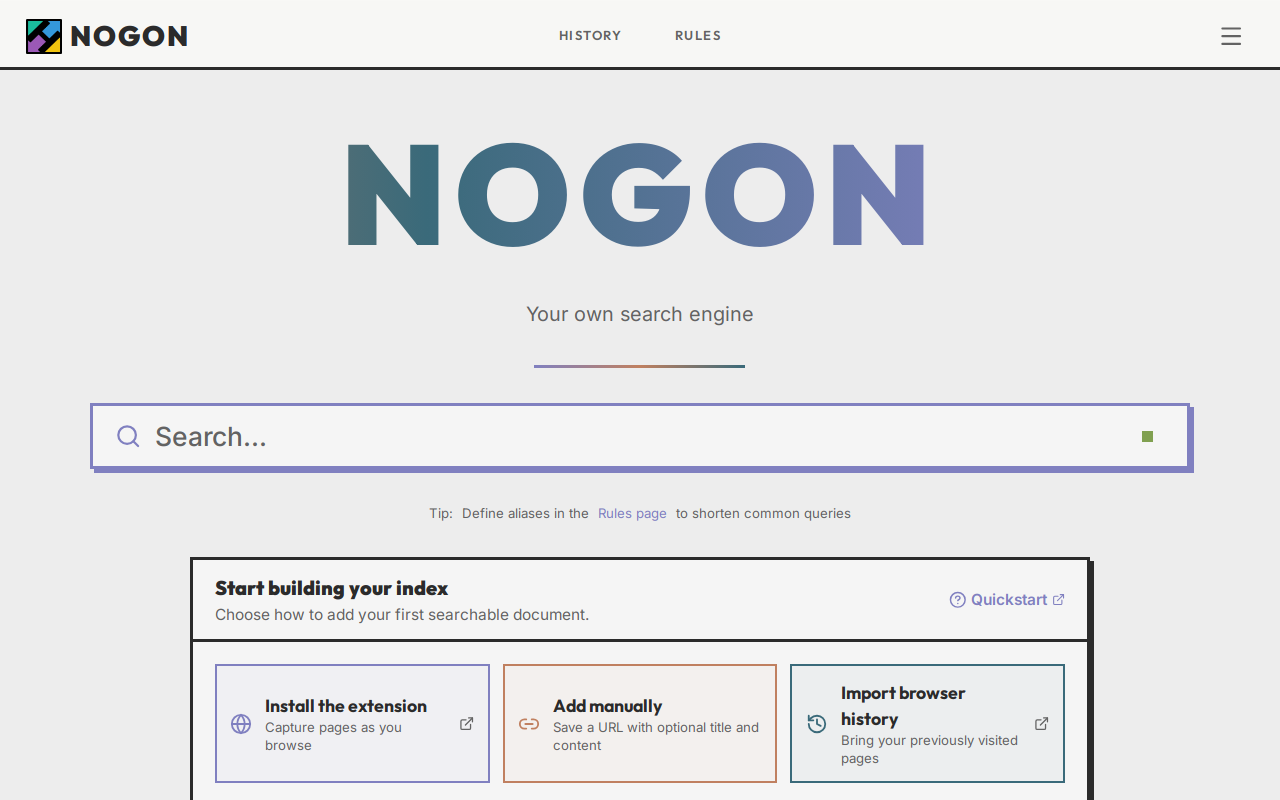 NOGON
HISTORY
RULES
NOGON
Your own search engine
Search...
Tip: Define aliases in the Rules page to shorten common queries
Start building your index
Choose how to add your first searchable document.
Quickstart
Install the extension
Capture pages as you
browse
Add manually
Save a URL with optional title and
content
Import browser
history
Bring your previously visited
pages